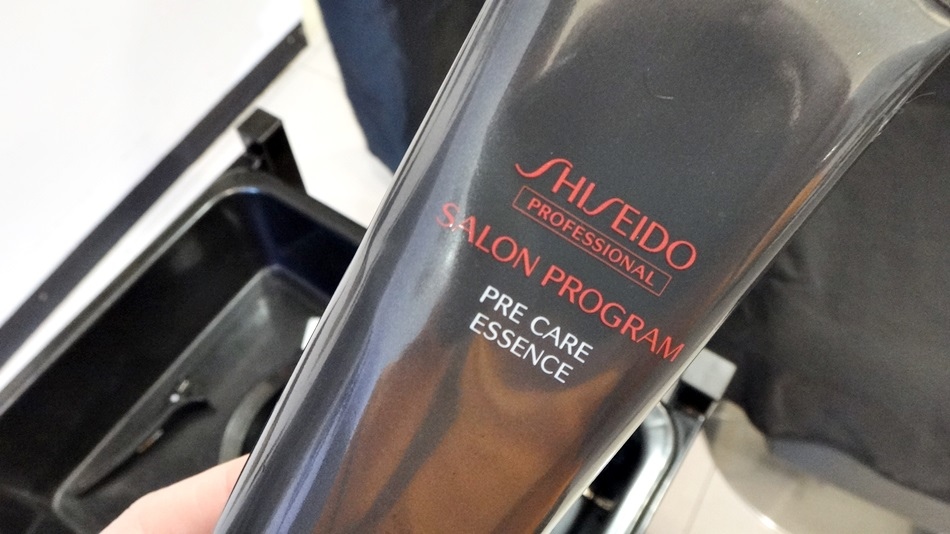 SHISEIDO
PROFESSIONAL
SALON PROGRAM
PRE CARE
ESSENCE